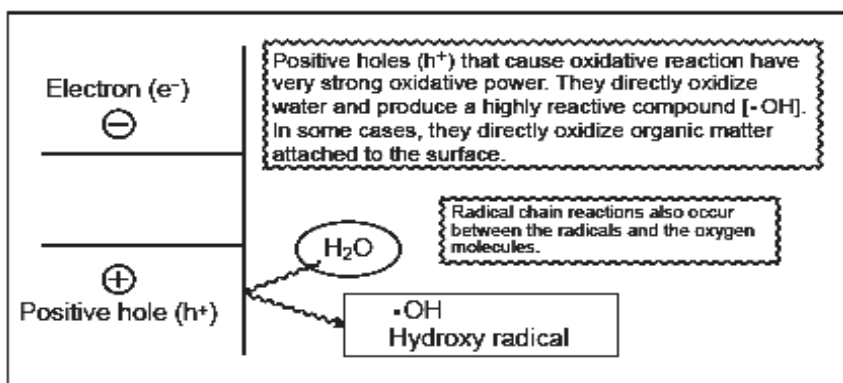 Electron (e⁻)
⊖
Positive holes (h⁺) that cause oxidative reaction have
very strong oxidative power. They directly oxidize
water and produce a highly reactive compound [·OH].
In some cases, they directly oxidize organic matter
attached to the surface.
Radical chain reactions also occur
between the radicals and the oxygen
molecules.
H₂O
⊕
Positive hole (h⁺)
·OH
Hydroxy radical